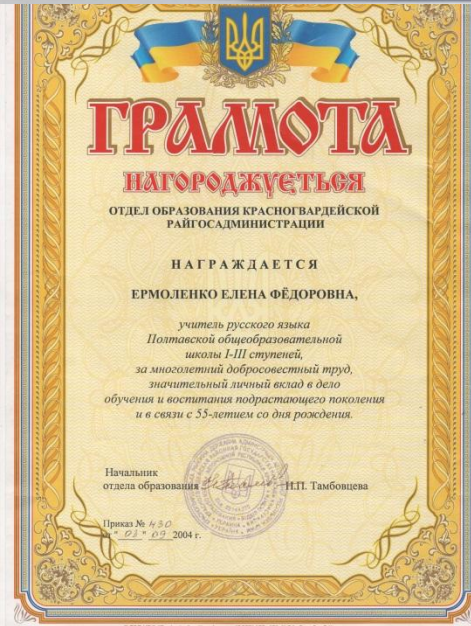 ГРАМОТА
НАГОРОДЖУЄТЬСЯ
ОТДЕЛ ОБРАЗОВАНИЯ КРАСНОГВАРДЕЙСКОЙ
РАЙГОСАДМИНИСТРАЦИИ
НАГРАЖДАЕТСЯ
ЕРМОЛЕНКО ЕЛЕНА ФЁДОРОВНА,
учитель русского языка
Полтавской общеобразовательной
школы I-III ступеней,
за многолетний добросовестный труд,
значительный личный вклад в дело
обучения и воспитания подрастающего поколения
и в связи с 55-летием со дня рождения.
Начальник
отдела образования Н.П. Тамбовцева
Приказ № 430
"03" 09 2004 г.